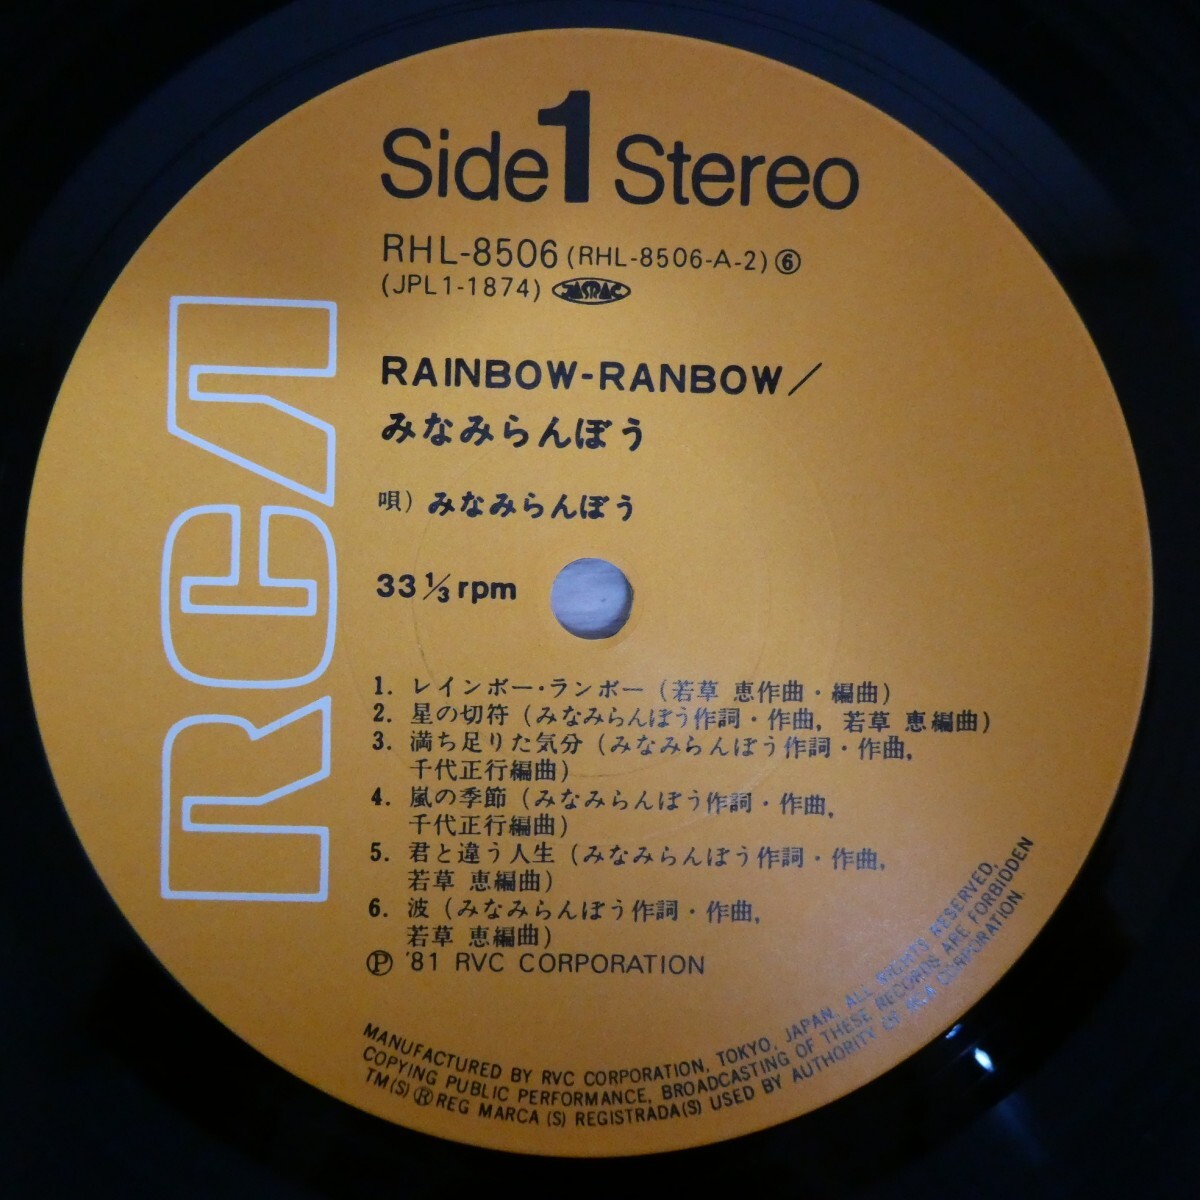 Side 1 Stereo
RHL-8506 (RHL-8506-A-2) ⑥
(JPL1-1874) JASRAC
RCA
RAINBOW-RANBOW／
みなみらんぼう
唄) みなみらんぼう
33 1/3 rpm
1. レインボー・ランボー (若草 恵作曲・編曲)
2. 星の切符 (みなみらんぼう作詞・作曲, 若草 恵編曲)
3. 満ち足りた気分 (みなみらんぼう作詞・作曲,
千代正行編曲)
4. 嵐の季節 (みなみらんぼう作詞・作曲,
千代正行編曲)
5. 君と違う人生 (みなみらんぼう作詞・作曲,
若草 恵編曲)
6. 波 (みなみらんぼう作詞・作曲,
若草 恵編曲)
Ⓟ '81 RVC CORPORATION
MANUFACTURED BY RVC CORPORATION, TOKYO, JAPAN. ALL RIGHTS RESERVED,
COPYING PUBLIC PERFORMANCE, BROADCASTING OF THESE RECORDS ARE FORBIDDEN
TM(S) ® REG MARCA (S) REGISTRADA(S) USED BY AUTHORITY OF RCA CORPORATION.